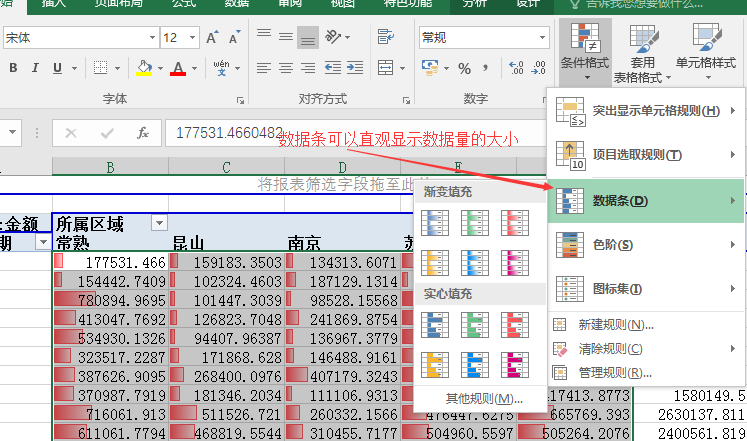 始 插入 页面布局 公式 数据 审阅 视图 特色功能 分析 设计 告诉我您想要做什么...
宋体 12 A A 常规
B I U A wén 文 % , .0 .00 .00 .0
条件格式 套用 表格格式 单元格样式
字体 对齐方式 数字
突出显示单元格规则(H)
项目选取规则(T)
数据条(D)
色阶(S)
图标集(I)
新建规则(N)...
清除规则(C)
管理规则(R)...
fx 177531.4660482
数据条可以直观显示数据量的大小
B C D E
将报表筛选字段拖至此
渐变填充
实心填充
其他规则(M)...
:金额 所属区域
期 常熟 昆山 南京
177531.466 159183.3503 134313.6071
154442.7409 102324.4603 187129.1314
780894.9695 101447.3039 98528.15568
413047.7692 126823.7048 241869.8754
534930.1326 94407.96387 136967.3779
323517.2287 171868.628 146488.9161
387626.9095 268400.0976 407179.3243
370987.7919 181346.2034 111106.9313 417413.8773 1580149.5
716061.913 511526.721 260332.1566 476447.6275 665769.393 2630137.811
611061.7794 468819.5544 310455.7177 504960.5597 505264.2076 2400561.819